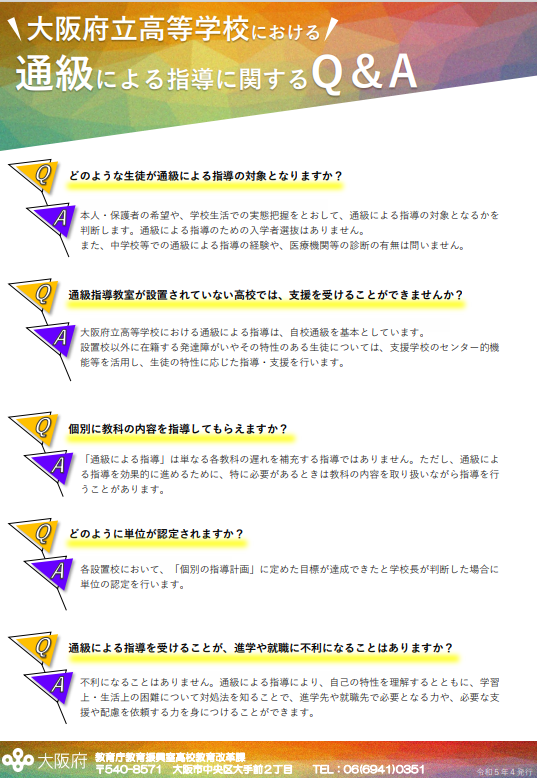 大阪府立高等学校における
通級による指導に関するQ＆A
Q
どのような生徒が通級による指導の対象となりますか？
A
本人・保護者の希望や、学校生活での実態把握をとおして、通級による指導の対象となるかを
判断します。通級による指導のための入学者選抜はありません。
また、中学校等での通級による指導の経験や、医療機関等の診断の有無は問いません。
Q
通級指導教室が設置されていない高校では、支援を受けることができませんか？
A
大阪府立高等学校における通級による指導は、自校通級を基本としています。
設置校以外に在籍する発達障がいやその特性のある生徒については、支援学校のセンター的機
能等を活用し、生徒の特性に応じた指導・支援を行います。
Q
個別に教科の内容を指導してもらえますか？
A
「通級による指導」は単なる各教科の遅れを補充する指導ではありません。ただし、通級によ
る指導を効果的に進めるために、特に必要があるときは教科の内容を取り扱いながら指導を行
うことがあります。
Q
どのように単位が認定されますか？
A
各設置校において、「個別の指導計画」に定めた目標が達成できたと学校長が判断した場合に
単位の認定を行います。
Q
通級による指導を受けることが、進学や就職に不利になることはありますか？
A
不利になることはありません。通級による指導により、自己の特性を理解するとともに、学習
上・生活上の困難について対処法を知ることで、進学先や就職先で必要となる力や、必要な支
援や配慮を依頼する力を身につけることができます。
大阪府
教育庁教育振興室高校教育改革課
〒540-8571　大阪市中央区大手前２丁目　TEL：06(6941)0351
令和５年４発行